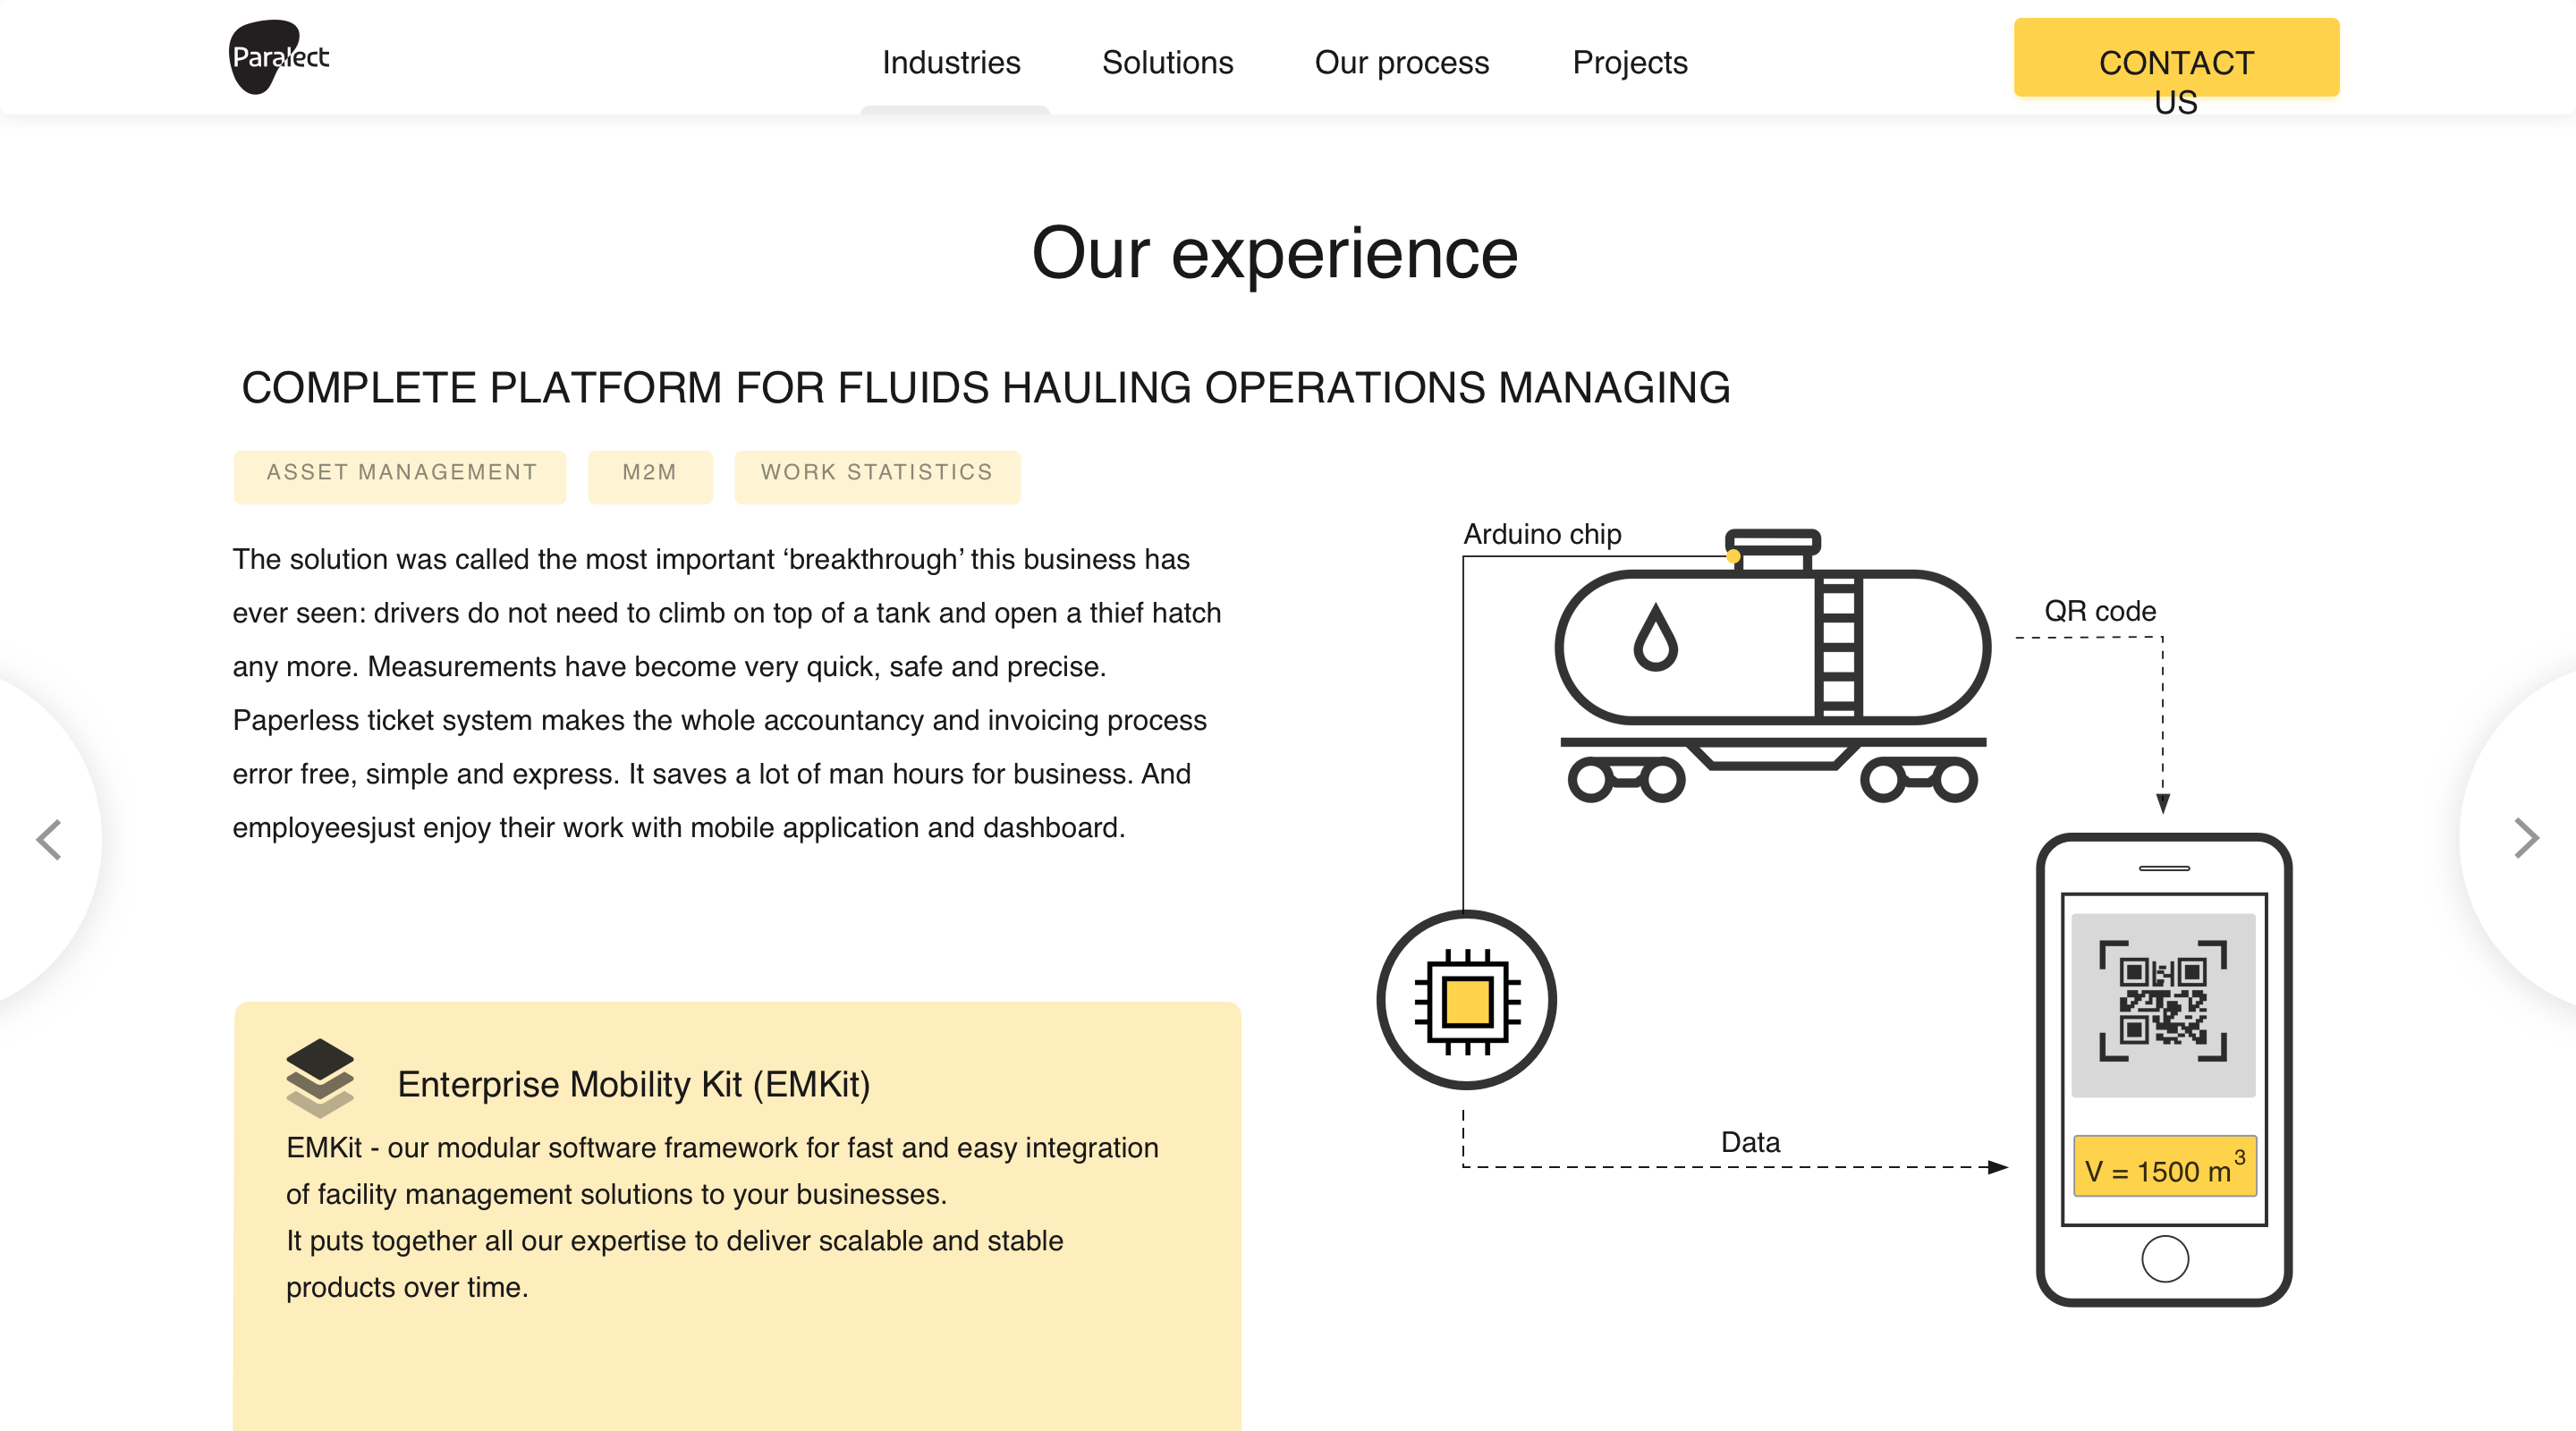 Paralect
Industries
Solutions
Our process
Projects
CONTACT
US
Our experience
COMPLETE PLATFORM FOR FLUIDS HAULING OPERATIONS MANAGING
ASSET MANAGEMENT
M2M
WORK STATISTICS
The solution was called the most important ‘breakthrough’ this business has
ever seen: drivers do not need to climb on top of a tank and open a thief hatch
any more. Measurements have become very quick, safe and precise.
Paperless ticket system makes the whole accountancy and invoicing process
error free, simple and express. It saves a lot of man hours for business. And
employeesjust enjoy their work with mobile application and dashboard.
Enterprise Mobility Kit (EMKit)
EMKit - our modular software framework for fast and easy integration
of facility management solutions to your businesses.
It puts together all our expertise to deliver scalable and stable
products over time.
Arduino chip
QR code
Data
V = 1500 m³